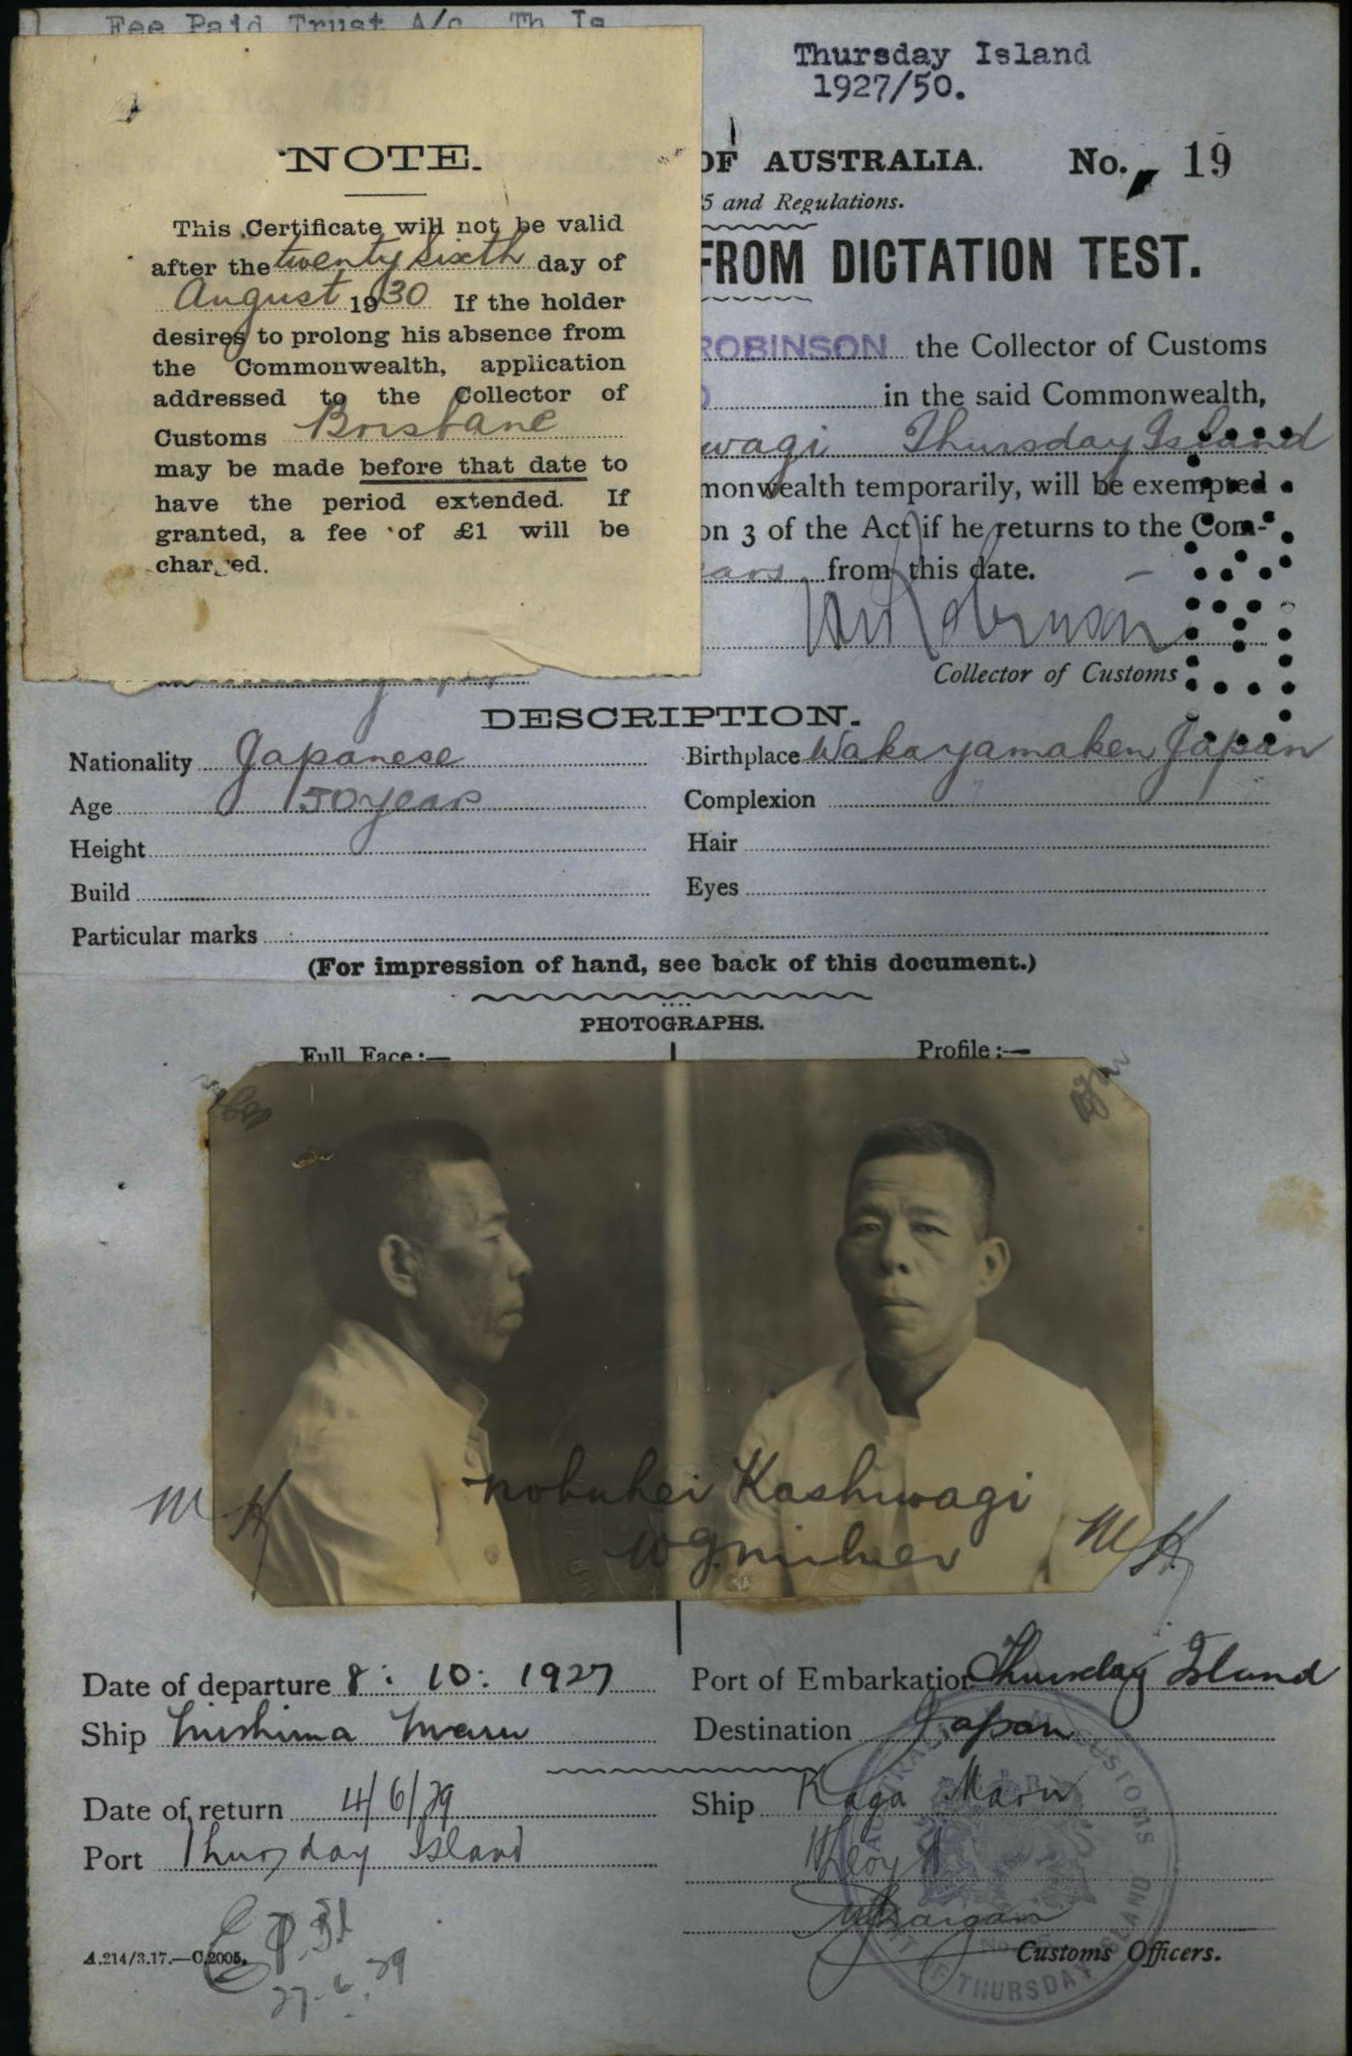 Fee Paid Trust A/c Th Is
Thursday Island
1927/50.
NOTE.
This Certificate will not be valid
after the twenty sixth day of
August 1930 If the holder
desires to prolong his absence from
the Commonwealth, application
addressed to the Collector of
Customs Brisbane
may be made before that date to
have the period extended. If
granted, a fee of £1 will be
charged.
OF AUSTRALIA. No. 19
5 and Regulations.
FROM DICTATION TEST.
ROBINSON the Collector of Customs
in the said Commonwealth,
wagi Thursday Island
monwealth temporarily, will be exempted
on 3 of the Act if he returns to the Com-
ears from this date.
Collector of Customs
DESCRIPTION.
Nationality Japanese Birthplace Wakayamaken Japan
Age 50 years Complexion
Height Hair
Build Eyes
Particular marks
(For impression of hand, see back of this document.)
PHOTOGRAPHS.
Full Face:— Profile:—
Nobuhei Kashiwagi
M H M H
Date of departure 8: 10: 1927 Port of Embarkation Thursday Island
Ship Mishima Maru Destination Japan
Date of return 4/6/29 Ship Kaga Maru
Port Thursday Island
A.214/3.17.—C.2005.
27.6.29
Customs Officers.
CUSTOMS
THURSDAY ISLAND